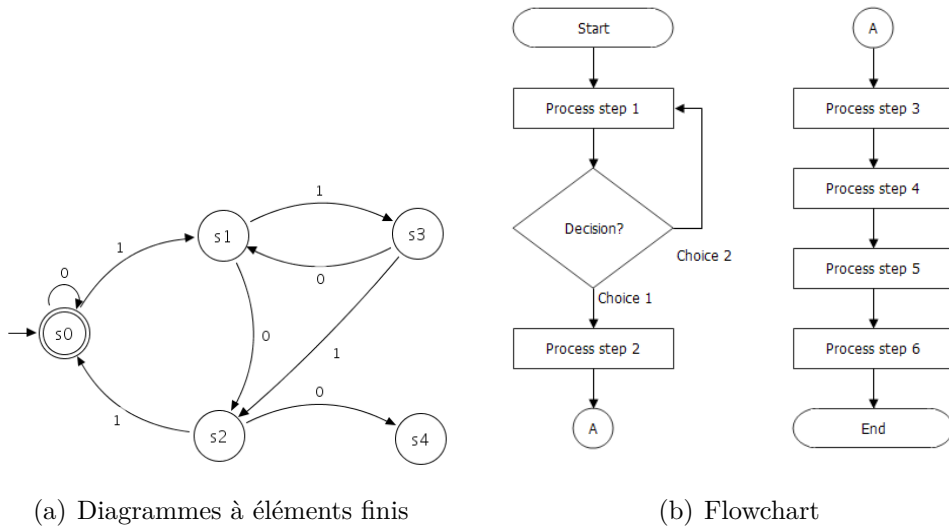 0
1
s0
s1
1
s3
0
0
1
1
s2
0
s4
(a) Diagrammes à éléments finis
Start
Process step 1
Decision?
Choice 2
Choice 1
Process step 2
A
A
Process step 3
Process step 4
Process step 5
Process step 6
End
(b) Flowchart